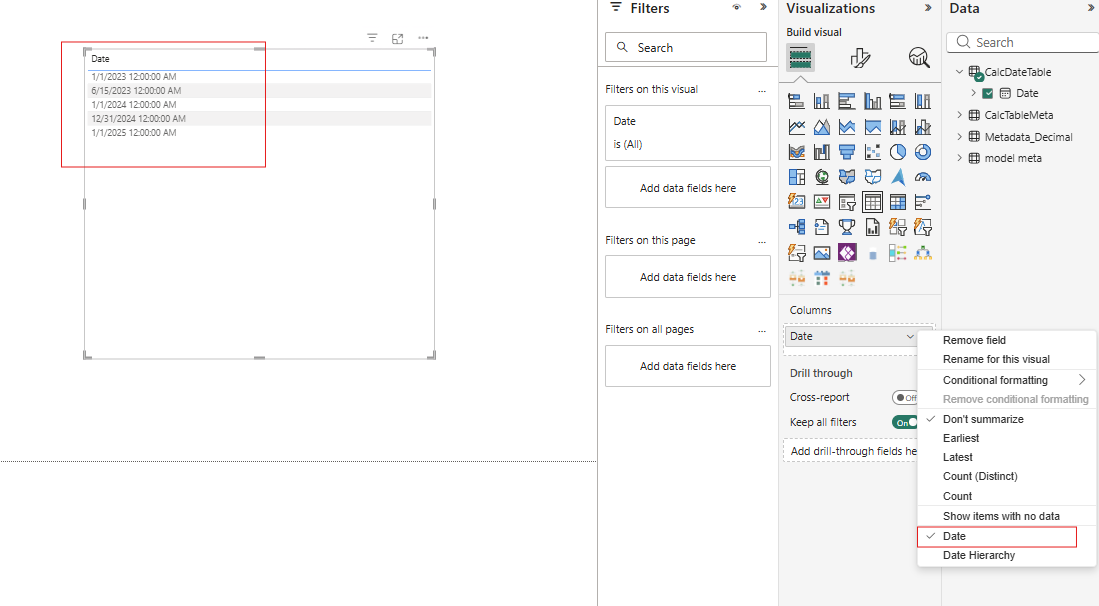 Date
1/1/2023 12:00:00 AM
6/15/2023 12:00:00 AM
1/1/2024 12:00:00 AM
12/31/2024 12:00:00 AM
1/1/2025 12:00:00 AM
Filters
Search
Filters on this visual ...
Date
is (All)
Add data fields here
Filters on this page ...
Add data fields here
Filters on all pages ...
Add data fields here
Visualizations
Build visual
123
Columns
Date
Drill through
Cross-report
Off
Keep all filters
On
Add drill-through fields he
Remove field
Rename for this visual
Conditional formatting
Remove conditional formatting
Don't summarize
Earliest
Latest
Count (Distinct)
Count
Show items with no data
Date
Date Hierarchy
Data
Search
CalcDateTable
Date
CalcTableMeta
Metadata_Decimal
model meta